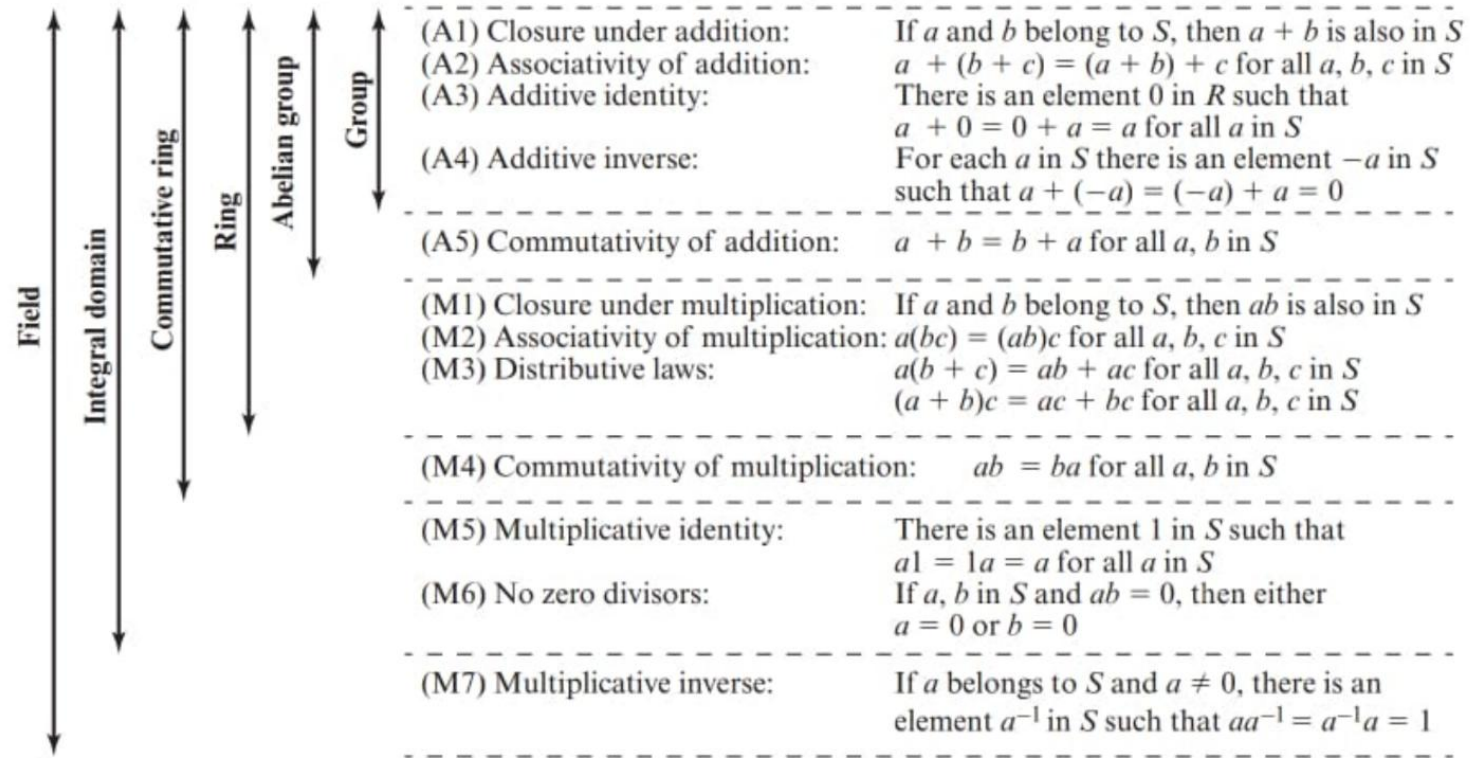 Field
Integral domain
Commutative ring
Ring
Abelian group
Group
(A1) Closure under addition: If a and b belong to S, then a + b is also in S
(A2) Associativity of addition: a + (b + c) = (a + b) + c for all a, b, c in S
(A3) Additive identity: There is an element 0 in R such that
a + 0 = 0 + a = a for all a in S
(A4) Additive inverse: For each a in S there is an element −a in S
such that a + (−a) = (−a) + a = 0
(A5) Commutativity of addition: a + b = b + a for all a, b in S
(M1) Closure under multiplication: If a and b belong to S, then ab is also in S
(M2) Associativity of multiplication: a(bc) = (ab)c for all a, b, c in S
(M3) Distributive laws: a(b + c) = ab + ac for all a, b, c in S
(a + b)c = ac + bc for all a, b, c in S
(M4) Commutativity of multiplication: ab = ba for all a, b in S
(M5) Multiplicative identity: There is an element 1 in S such that
a1 = 1a = a for all a in S
(M6) No zero divisors: If a, b in S and ab = 0, then either
a = 0 or b = 0
(M7) Multiplicative inverse: If a belongs to S and a ≠ 0, there is an
element a⁻¹ in S such that aa⁻¹ = a⁻¹a = 1